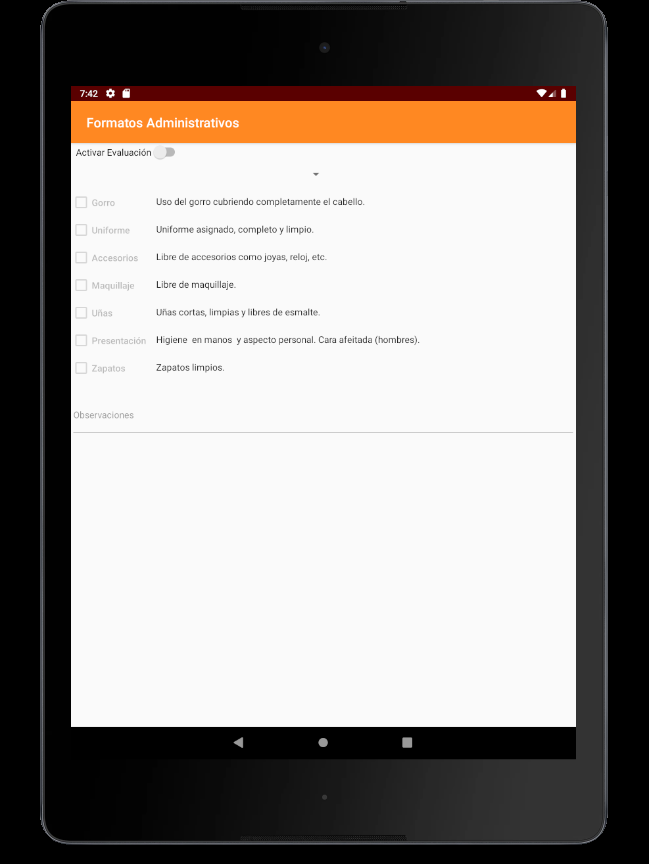 7:42
Formatos Administrativos
Activar Evaluación
Gorro Uso del gorro cubriendo completamente el cabello.
Uniforme Uniforme asignado, completo y limpio.
Accesorios Libre de accesorios como joyas, reloj, etc.
Maquillaje Libre de maquillaje.
Uñas Uñas cortas, limpias y libres de esmalte.
Presentación Higiene  en manos  y aspecto personal. Cara afeitada (hombres).
Zapatos Zapatos limpios.
Observaciones